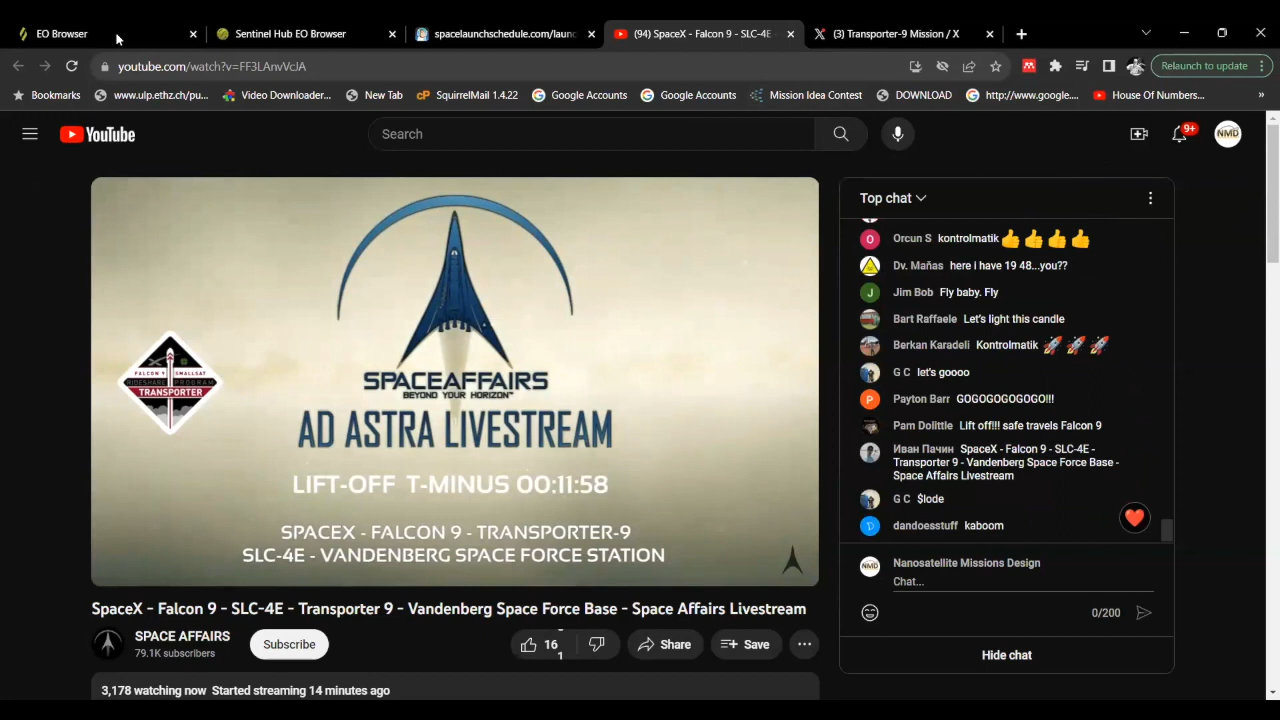 EO Browser
Sentinel Hub EO Browser
spacelaunchschedule.com/launc
(94) SpaceX - Falcon 9 - SLC-4E
(3) Transporter-9 Mission / X
youtube.com/watch?v=FF3LAnvVcJA
Relaunch to update
Bookmarks
www.ulp.ethz.ch/pu...
Video Downloader...
New Tab
cP SquirrelMail 1.4.22
Google Accounts
Google Accounts
Mission Idea Contest
DOWNLOAD
http://www.google....
House Of Numbers...
»
YouTube
Search
9+
NMD
FALCON 9 SMALLSAT
RIDESHARE PROGRAM
TRANSPORTER
SPACEAFFAIRS
BEYOND YOUR HORIZON™
AD ASTRA LIVESTREAM
LIFT-OFF T-MINUS 00:11:58
SPACEX - FALCON 9 - TRANSPORTER-9
SLC-4E - VANDENBERG SPACE FORCE STATION
SpaceX - Falcon 9 - SLC-4E - Transporter 9 - Vandenberg Space Force Base - Space Affairs Livestream
SPACE AFFAIRS
79.1K subscribers
Subscribe
16
1
Share
Save
3,178 watching now Started streaming 14 minutes ago
Top chat
O Orcun S kontrolmatik👍👍👍👍
Dv. Mañas here i have 19 48...you??
J Jim Bob Fly baby. Fly
Bart Raffaele Let's light this candle
Berkan Karadeli Kontrolmatik 🚀🚀🚀
G C let's goooo
P Payton Barr GOGOGOGOGOGO!!!
Pam Dolittle Lift off!!! safe travels Falcon 9
Иван Пачин SpaceX - Falcon 9 - SLC-4E -
Transporter 9 - Vandenberg Space Force Base -
Space Affairs Livestream
G C $lode
dandoesstuff kaboom
NMD Nanosatellite Missions Design
Chat...
0/200
Hide chat